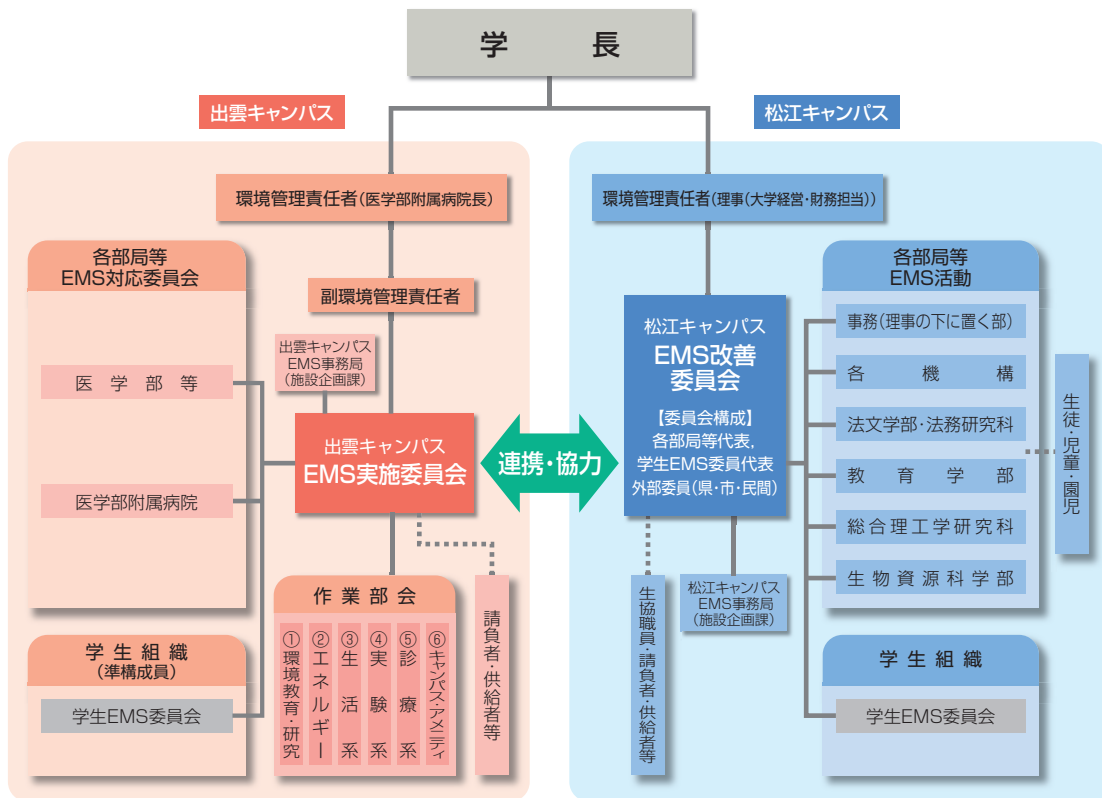 学長
出雲キャンパス
環境管理責任者(医学部附属病院長)
副環境管理責任者
各部局等
EMS対応委員会
医学部等
医学部附属病院
出雲キャンパス
EMS事務局
(施設企画課)
出雲キャンパス
EMS実施委員会
作業部会
①環境教育・研究
②エネルギー
③生活系
④実験系
⑤診療系
⑥キャンパス・アメニティ
請負者・供給者等
学生組織
(準構成員)
学生EMS委員会
連携・協力
松江キャンパス
環境管理責任者(理事(大学経営・財務担当))
松江キャンパス
EMS改善
委員会
【委員会構成】
各部局等代表,
学生EMS委員代表
外部委員(県・市・民間)
生協職員・請負者・供給者等
松江キャンパス
EMS事務局
(施設企画課)
各部局等
EMS活動
事務(理事の下に置く部)
各機構
法文学部・法務研究科
教育学部
総合理工学研究科
生物資源科学部
生徒・児童・園児
学生組織
学生EMS委員会